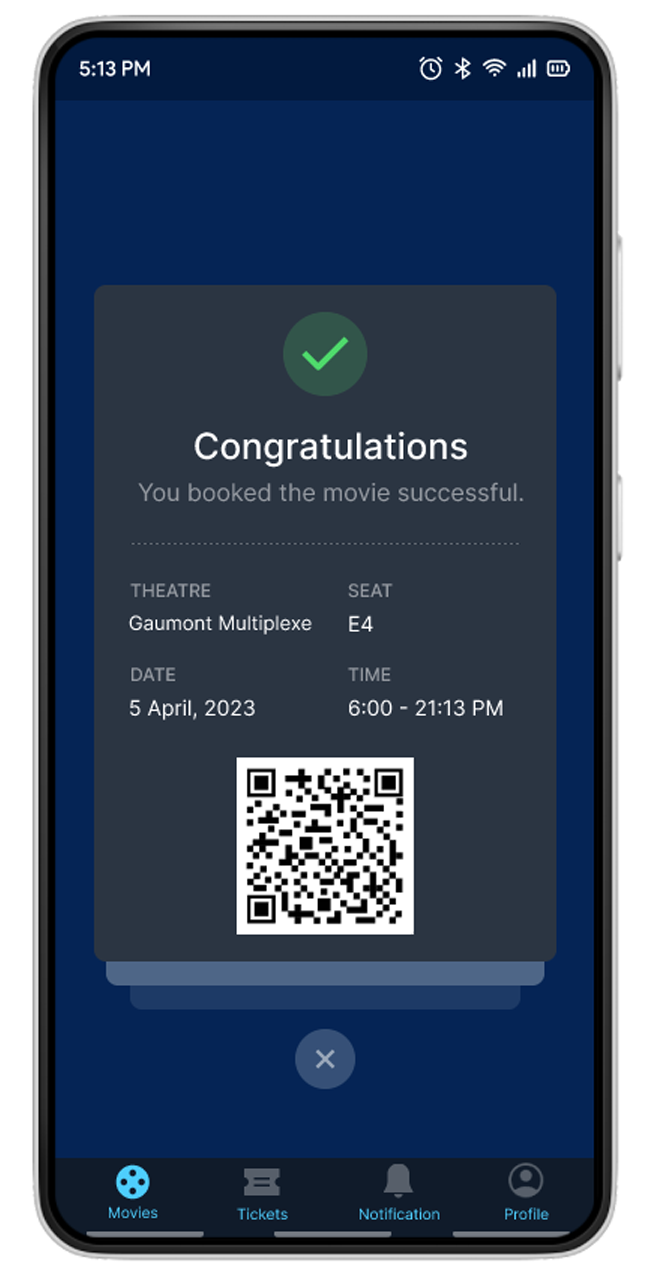 5:13 PM
Congratulations
You booked the movie successful.
THEATRE SEAT
Gaumont Multiplexe E4
DATE TIME
5 April, 2023 6:00 - 21:13 PM
Movies Tickets Notification Profile